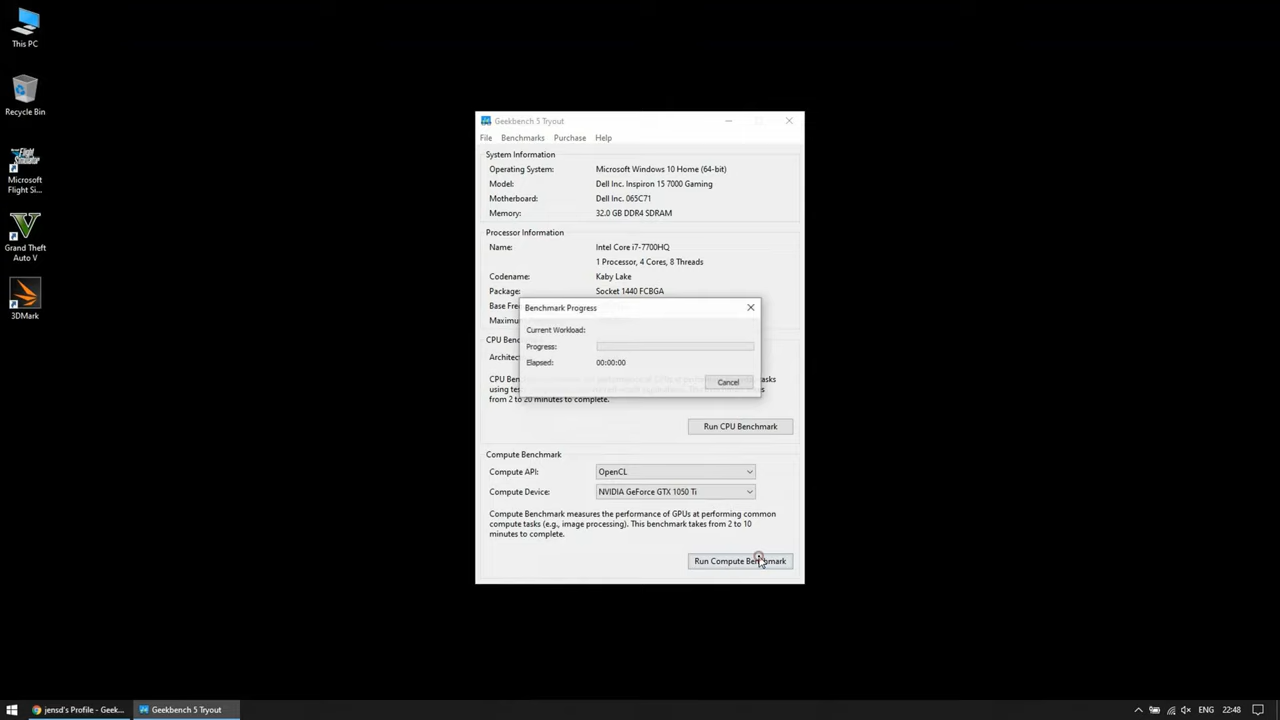 This PC
Recycle Bin
Microsoft
Flight Si...
Grand Theft
Auto V
3DMark
Geekbench 5 Tryout
File Benchmarks Purchase Help
System Information
Operating System: Microsoft Windows 10 Home (64-bit)
Model: Dell Inc. Inspiron 15 7000 Gaming
Motherboard: Dell Inc. 065C71
Memory: 32.0 GB DDR4 SDRAM
Processor Information
Name: Intel Core i7-7700HQ
1 Processor, 4 Cores, 8 Threads
Codename: Kaby Lake
Package: Socket 1440 FCBGA
Base Fre
Maximu
Benchmark Progress
Current Workload:
Progress:
Elapsed: 00:00:00
Cancel
CPU Ben
Archite
CPU Ben
using tes
from 2 to 20 minutes to complete.
Run CPU Benchmark
Compute Benchmark
Compute API: OpenCL
Compute Device: NVIDIA GeForce GTX 1050 Ti
Compute Benchmark measures the performance of GPUs at performing common
compute tasks (e.g., image processing). This benchmark takes from 2 to 10
minutes to complete.
Run Compute Benchmark
jensd's Profile - Geek... Geekbench 5 Tryout ENG 22:48